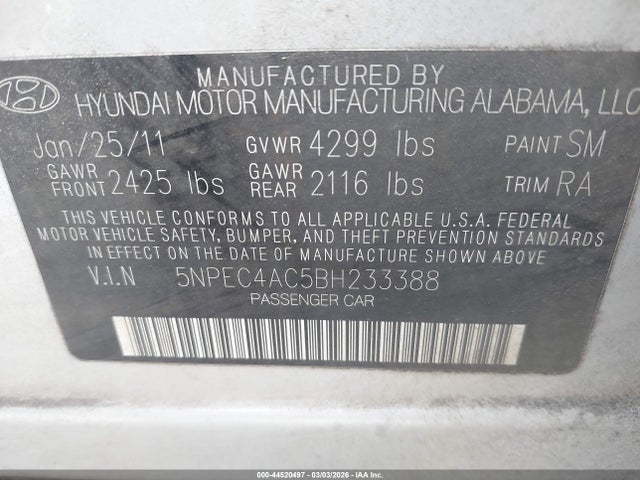 MANUFACTURED BY
HYUNDAI MOTOR MANUFACTURING ALABAMA, LLC
Jan/25/11 GVWR 4299 lbs PAINT SM
GAWR FRONT 2425 lbs GAWR REAR 2116 lbs TRIM RA
THIS VEHICLE CONFORMS TO ALL APPLICABLE U.S.A. FEDERAL
MOTOR VEHICLE SAFETY, BUMPER, AND THEFT PREVENTION STANDARDS
IN EFFECT ON THE DATE OF MANUFACTURE SHOWN ABOVE.
V.I.N 5NPEC4AC5BH233388
PASSENGER CAR
000-44520497 - 03/03/2026 - IAAI Inc.